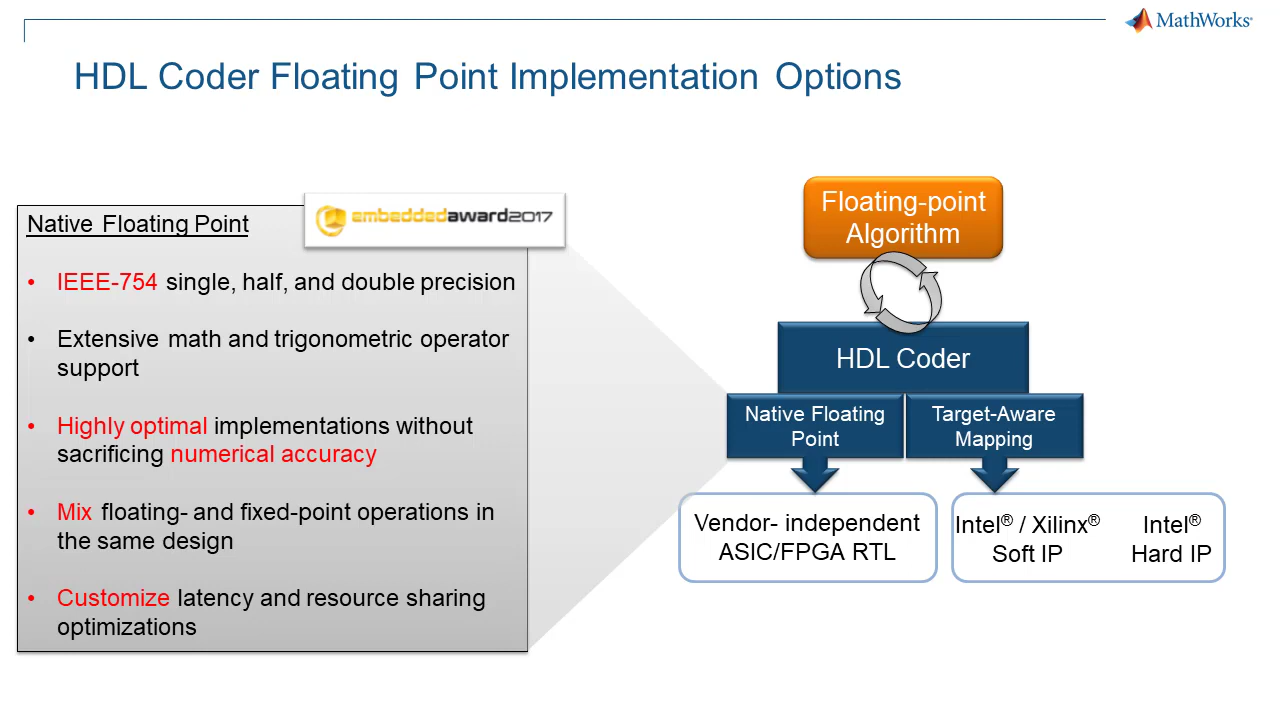 MathWorks®
HDL Coder Floating Point Implementation Options
Native Floating Point
embeddedaward2017
• IEEE-754 single, half, and double precision
• Extensive math and trigonometric operator
support
• Highly optimal implementations without
sacrificing numerical accuracy
• Mix floating- and fixed-point operations in
the same design
• Customize latency and resource sharing
optimizations
Floating-point
Algorithm
HDL Coder
Native Floating
Point
Target-Aware
Mapping
Vendor- independent
ASIC/FPGA RTL
Intel® / Xilinx®
Soft IP
Intel®
Hard IP